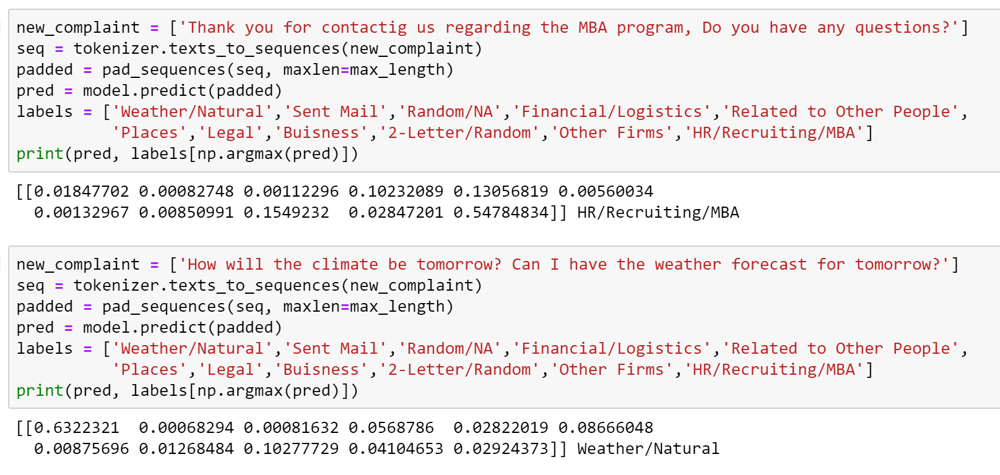 new_complaint = ['Thank you for contactig us regarding the MBA program, Do you have any questions?']
seq = tokenizer.texts_to_sequences(new_complaint)
padded = pad_sequences(seq, maxlen=max_length)
pred = model.predict(padded)
labels = ['Weather/Natural','Sent Mail','Random/NA','Financial/Logistics','Related to Other People',
'Places','Legal','Buisness','2-Letter/Random','Other Firms','HR/Recruiting/MBA']
print(pred, labels[np.argmax(pred)])
[[0.01847702 0.00082748 0.00112296 0.10232089 0.13056819 0.00560034
0.00132967 0.00850991 0.1549232  0.02847201 0.54784834]] HR/Recruiting/MBA
new_complaint = ['How will the climate be tomorrow? Can I have the weather forecast for tomorrow?']
seq = tokenizer.texts_to_sequences(new_complaint)
padded = pad_sequences(seq, maxlen=max_length)
pred = model.predict(padded)
labels = ['Weather/Natural','Sent Mail','Random/NA','Financial/Logistics','Related to Other People',
'Places','Legal','Buisness','2-Letter/Random','Other Firms','HR/Recruiting/MBA']
print(pred, labels[np.argmax(pred)])
[[0.6322321  0.00068294 0.00081632 0.0568786  0.02822019 0.08666048
0.00875696 0.01268484 0.10277729 0.04104653 0.02924373]] Weather/Natural